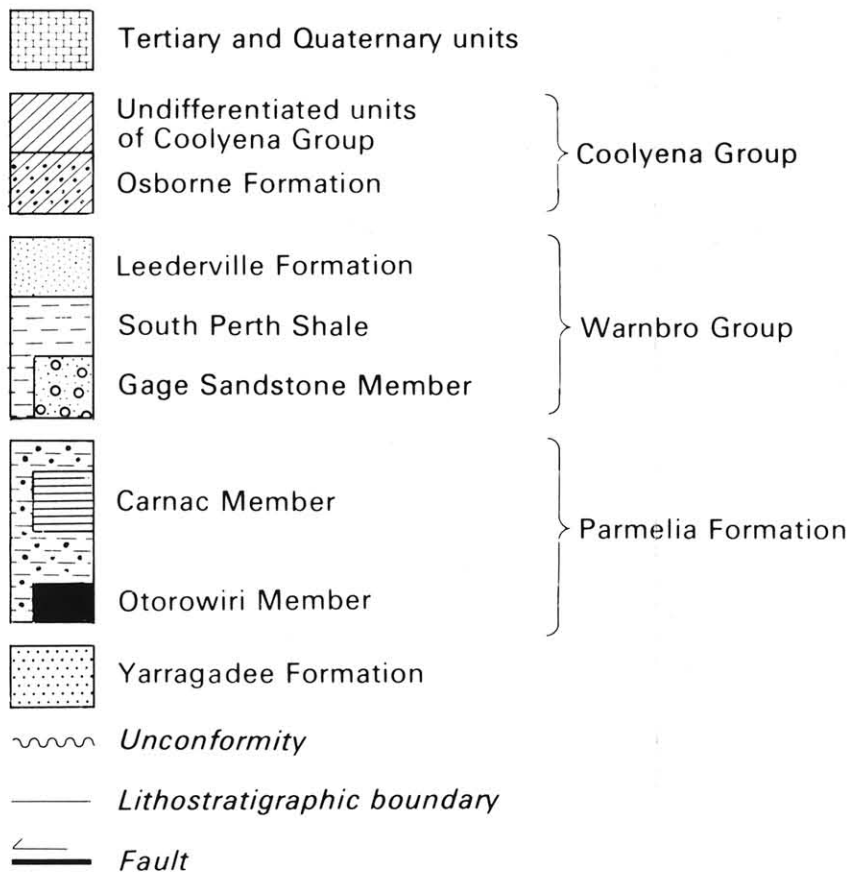 Tertiary and Quaternary units
Undifferentiated units
of Coolyena Group
Osborne Formation
Coolyena Group
Leederville Formation
South Perth Shale
Gage Sandstone Member
Warnbro Group
Carnac Member
Otorowiri Member
Parmelia Formation
Yarragadee Formation
Unconformity
Lithostratigraphic boundary
Fault